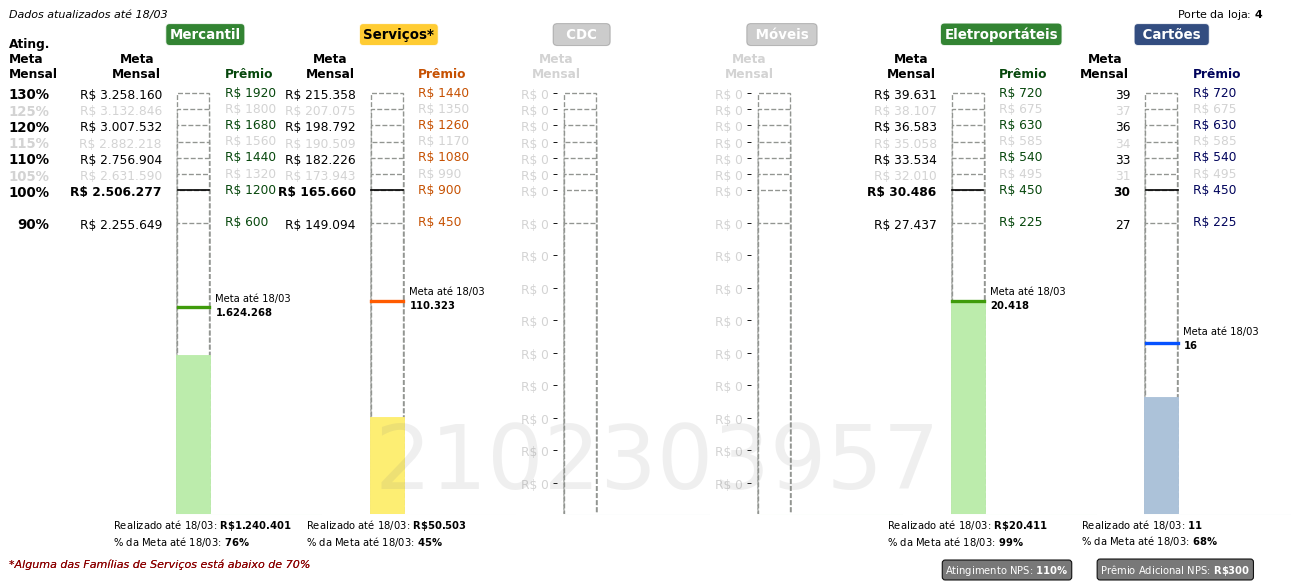 Dados atualizados até 18/03
Porte da loja: 4
Mercantil Serviços* CDC Móveis Eletroportáteis Cartões
Ating.
Meta
Mensal
Meta
Mensal Prêmio
Meta
Mensal Prêmio
Meta
Mensal
Meta
Mensal
Meta
Mensal Prêmio
Meta
Mensal Prêmio
130% R$ 3.258.160 R$ 1920 R$ 215.358 R$ 1440 R$ 0 R$ 0 R$ 39.631 R$ 720 39 R$ 720
125% R$ 3.132.846 R$ 1800 R$ 207.075 R$ 1350 R$ 0 R$ 0 R$ 38.107 R$ 675 37 R$ 675
120% R$ 3.007.532 R$ 1680 R$ 198.792 R$ 1260 R$ 0 R$ 0 R$ 36.583 R$ 630 36 R$ 630
115% R$ 2.882.218 R$ 1560 R$ 190.509 R$ 1170 R$ 0 R$ 0 R$ 35.058 R$ 585 34 R$ 585
110% R$ 2.756.904 R$ 1440 R$ 182.226 R$ 1080 R$ 0 R$ 0 R$ 33.534 R$ 540 33 R$ 540
105% R$ 2.631.590 R$ 1320 R$ 173.943 R$ 990 R$ 0 R$ 0 R$ 32.010 R$ 495 31 R$ 495
100% R$ 2.506.277 R$ 1200 R$ 165.660 R$ 900 R$ 0 R$ 0 R$ 30.486 R$ 450 30 R$ 450
90% R$ 2.255.649 R$ 600 R$ 149.094 R$ 450 R$ 0 R$ 0 R$ 27.437 R$ 225 27 R$ 225
R$ 0 R$ 0
R$ 0 R$ 0
R$ 0 R$ 0
R$ 0 R$ 0
R$ 0 R$ 0
R$ 0 R$ 0
R$ 0 R$ 0
R$ 0 R$ 0
Meta até 18/03
1.624.268
Meta até 18/03
110.323
Meta até 18/03
20.418
Meta até 18/03
16
2102303957
Realizado até 18/03: R$1.240.401
% da Meta até 18/03: 76%
Realizado até 18/03: R$50.503
% da Meta até 18/03: 45%
Realizado até 18/03: R$20.411
% da Meta até 18/03: 99%
Realizado até 18/03: 11
% da Meta até 18/03: 68%
*Alguma das Famílias de Serviços está abaixo de 70%
Atingimento NPS: 110%
Prêmio Adicional NPS: R$300